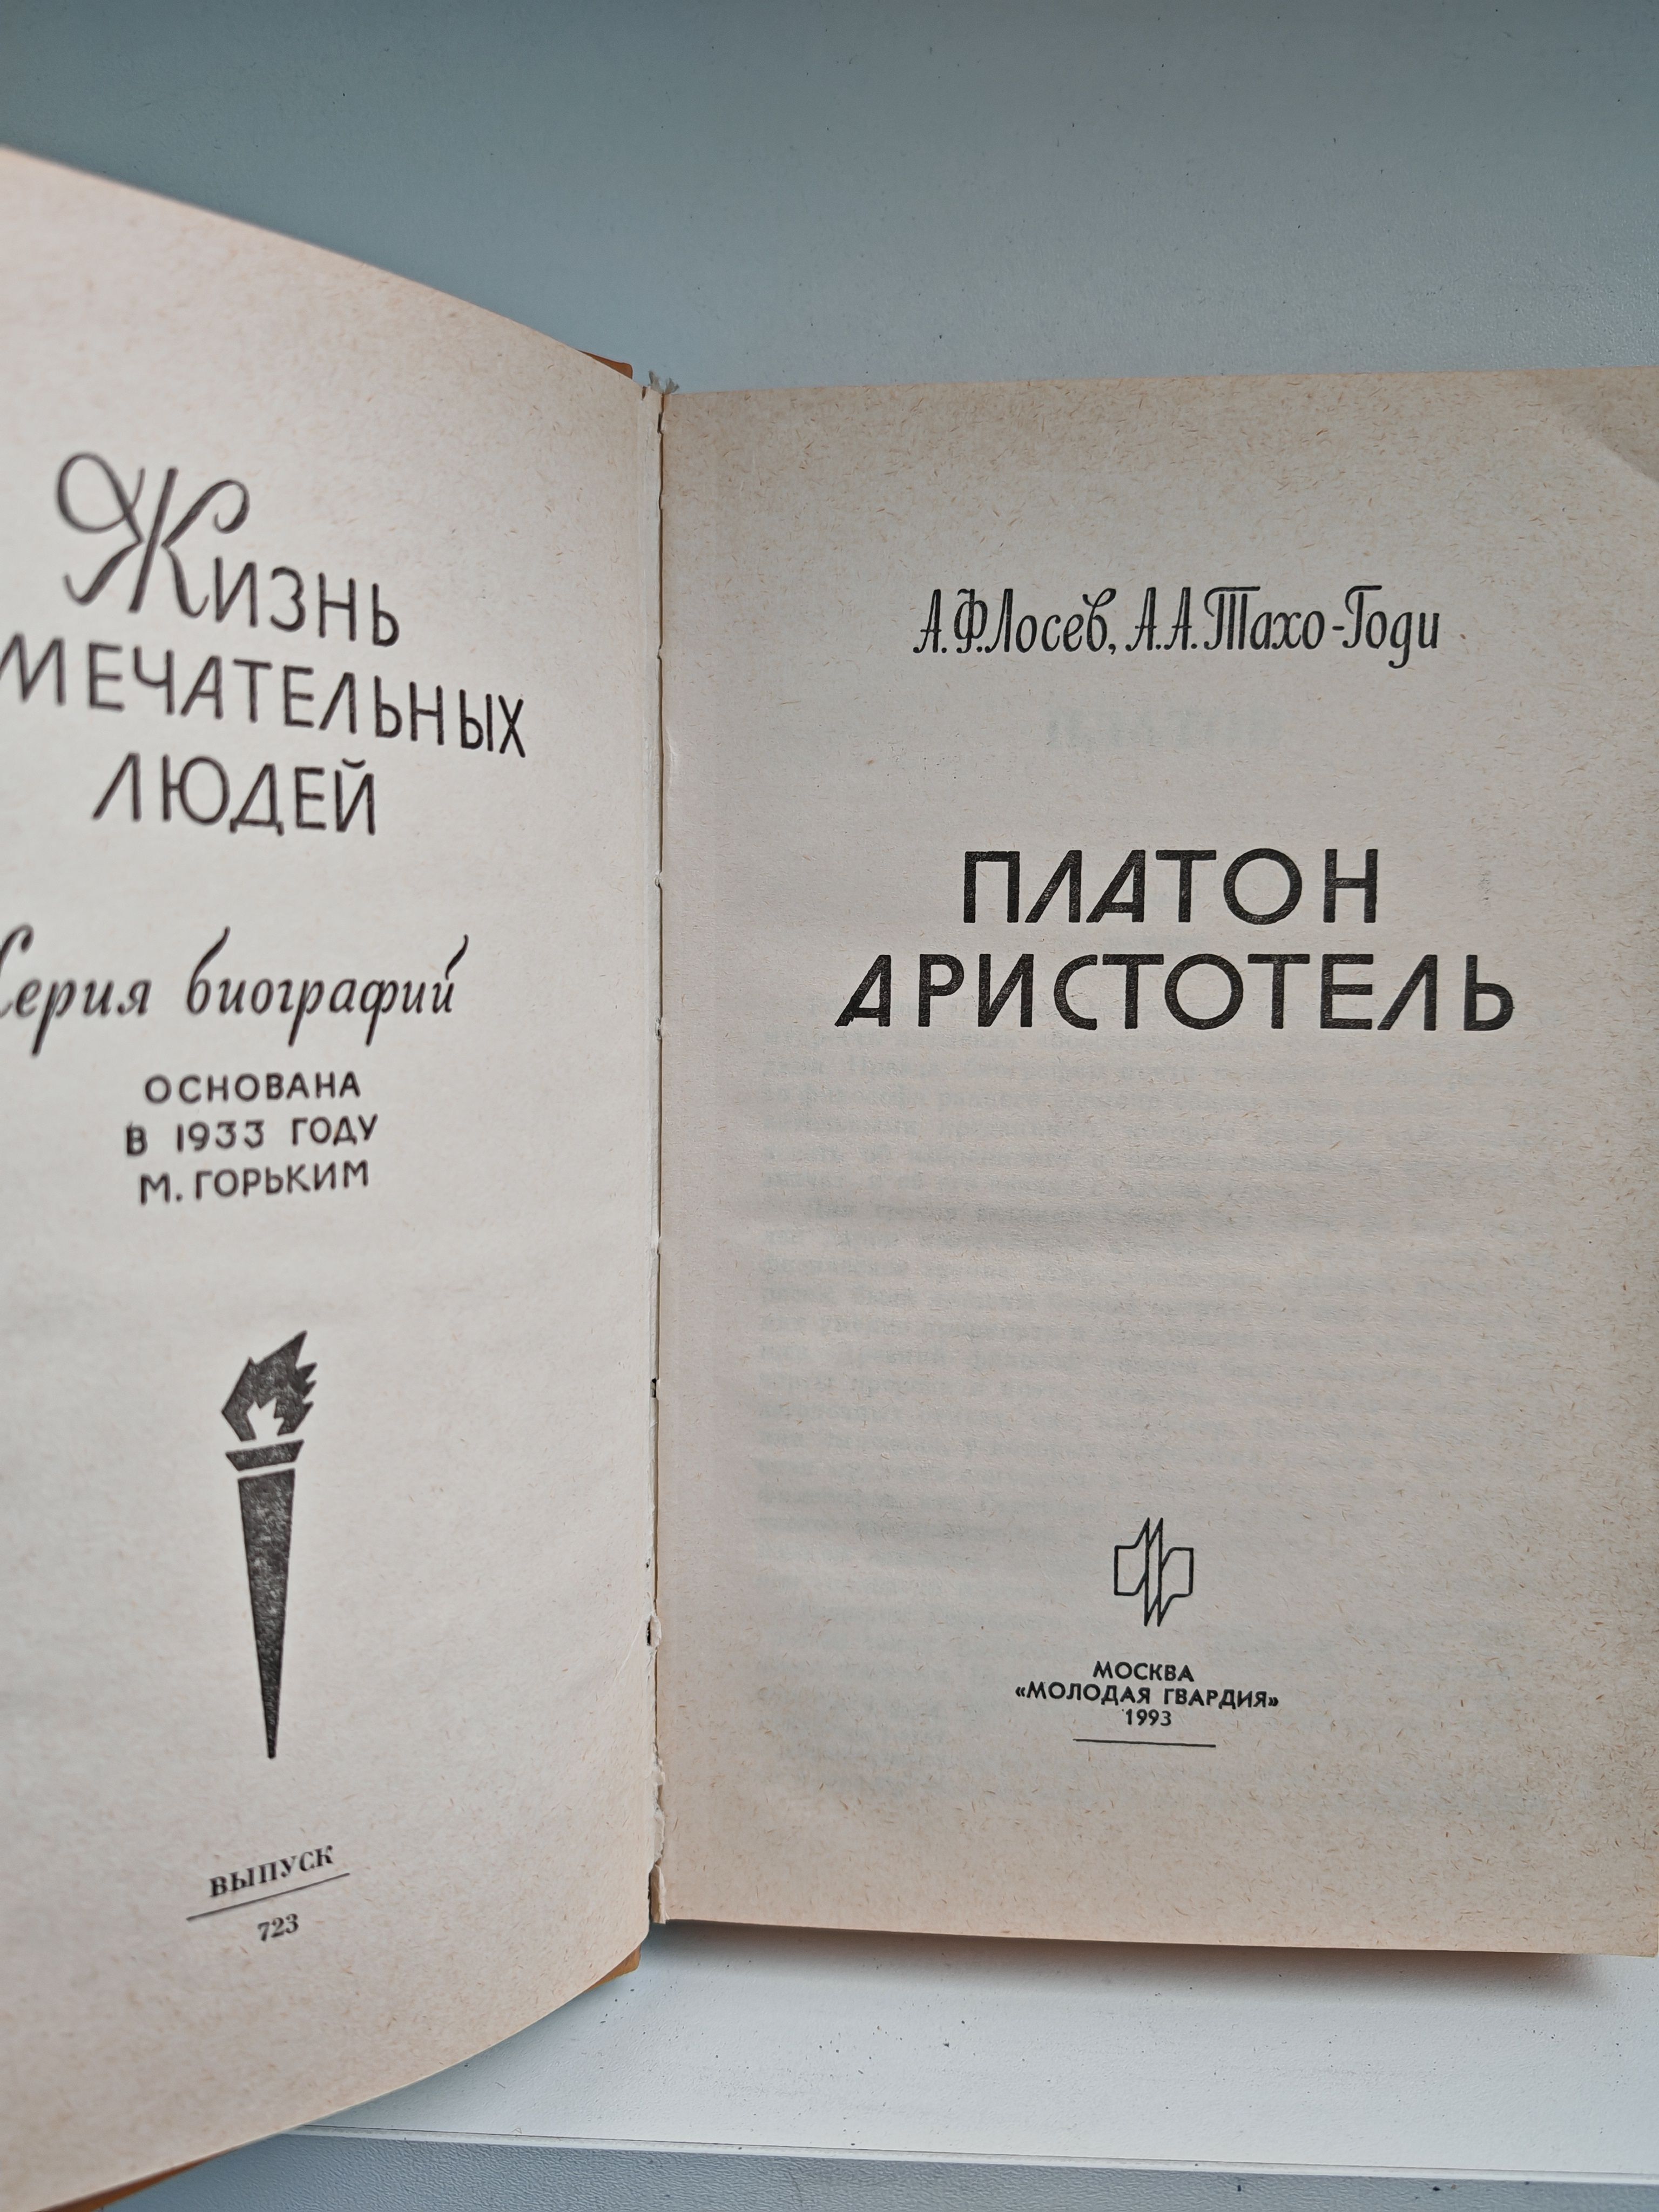 Жизнь
МЕЧАТЕЛЬНЫХ
ЛЮДЕЙ
Серия биографий
ОСНОВАНА
В 1933 ГОДУ
М. ГОРЬКИМ
ВЫПУСК
723
А.Ф.Лосев, А.А.Тахо-Годи
ПЛАТОН
АРИСТОТЕЛЬ
МОСКВА
«МОЛОДАЯ ГВАРДИЯ»
1993